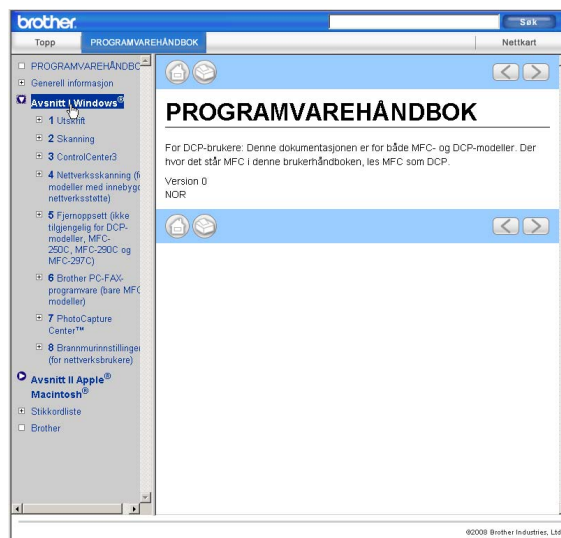 brother.
Søk
Topp
PROGRAMVAREHÅNDBOK
Nettkart
PROGRAMVAREHÅNDBO
Generell informasjon
Avsnitt I Windows®
1 Utskrift
2 Skanning
3 ControlCenter3
4 Nettverksskanning (fo
modeller med innebygd
nettverksstøtte)
5 Fjernoppsett (ikke
tilgjengelig for DCP-
modeller, MFC-
250C, MFC-290C og
MFC-297C)
6 Brother PC-FAX-
programvare (bare MFC
modeller)
7 PhotoCapture
Center™
8 Brannmurinnstillinger
(for nettverksbrukere)
Avsnitt II Apple®
Macintosh®
Stikkordliste
Brother
PROGRAMVAREHÅNDBOK
For DCP-brukere: Denne dokumentasjonen er for både MFC- og DCP-modeller. Der
hvor det står MFC i denne brukerhåndboken, les MFC som DCP.
Version 0
NOR
©2008 Brother Industries, Ltd